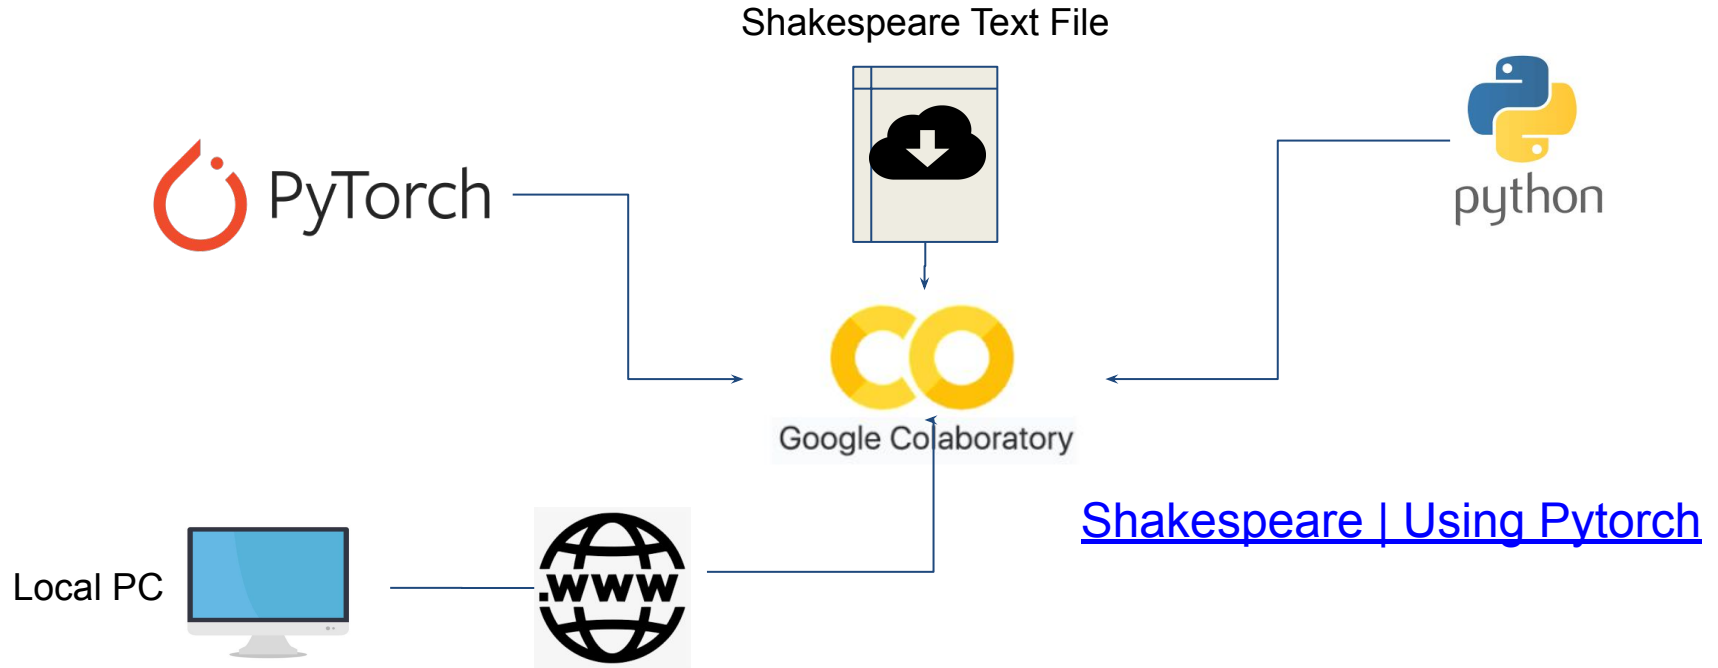 Shakespeare Text File
PyTorch
python
Google Colaboratory
Shakespeare | Using Pytorch
Local PC
.www